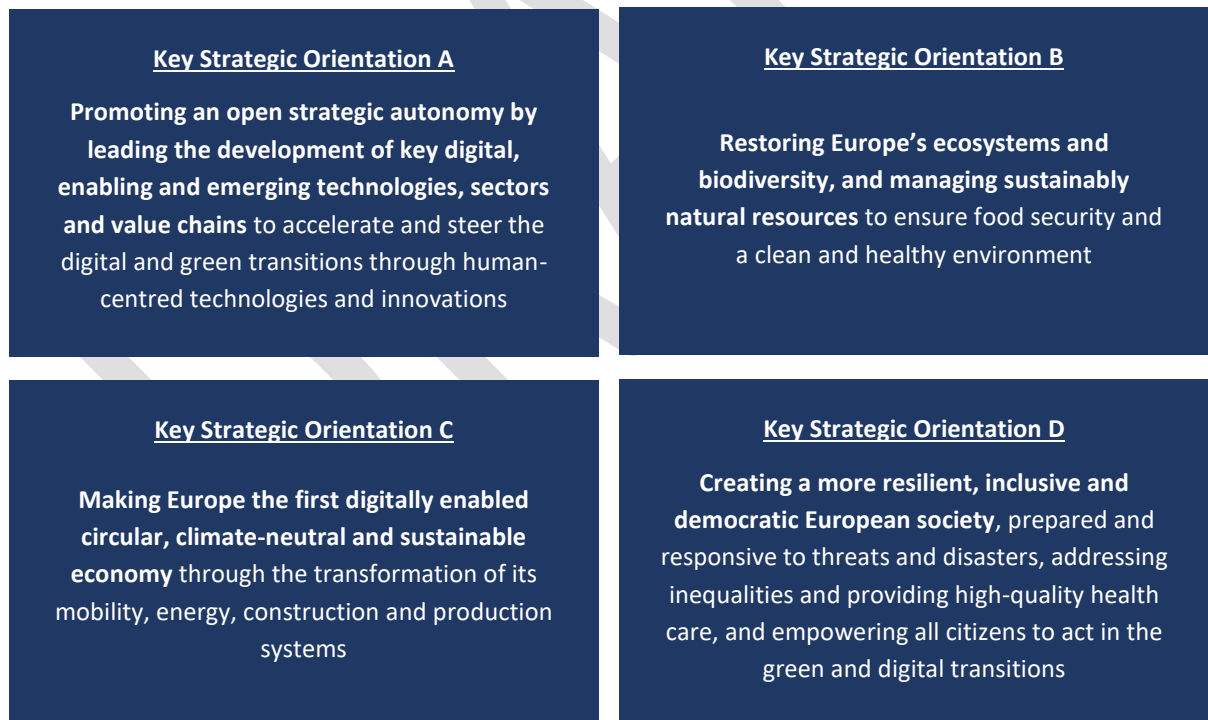 Key Strategic Orientation A
Promoting an open strategic autonomy by
leading the development of key digital,
enabling and emerging technologies, sectors
and value chains to accelerate and steer the
digital and green transitions through human-
centred technologies and innovations
Key Strategic Orientation B
Restoring Europe’s ecosystems and
biodiversity, and managing sustainably
natural resources to ensure food security and
a clean and healthy environment
Key Strategic Orientation C
Making Europe the first digitally enabled
circular, climate-neutral and sustainable
economy through the transformation of its
mobility, energy, construction and production
systems
Key Strategic Orientation D
Creating a more resilient, inclusive and
democratic European society, prepared and
responsive to threats and disasters, addressing
inequalities and providing high-quality health
care, and empowering all citizens to act in the
green and digital transitions